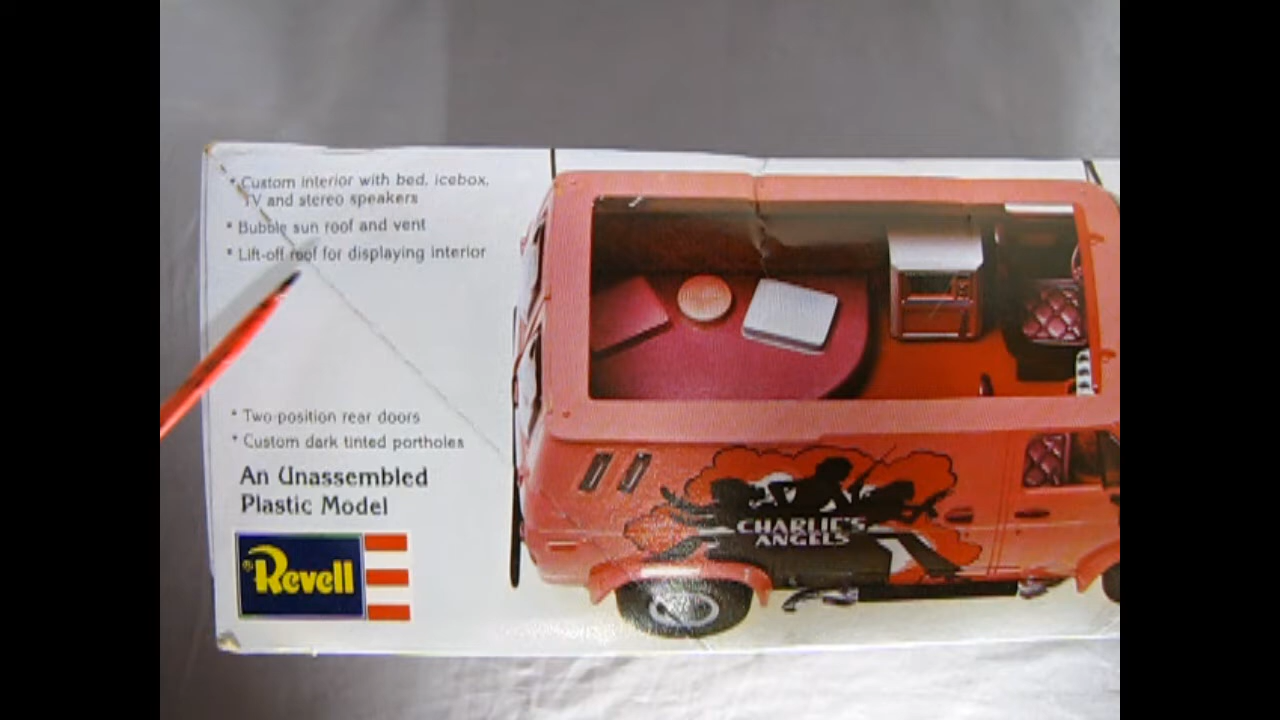 * Custom interior with bed, icebox,
TV and stereo speakers
* Bubble sun roof and vent
* Lift-off roof for displaying interior
* Two-position rear doors
* Custom dark tinted portholes
An Unassembled
Plastic Model
®Revell
CHARLIE'S
ANGELS